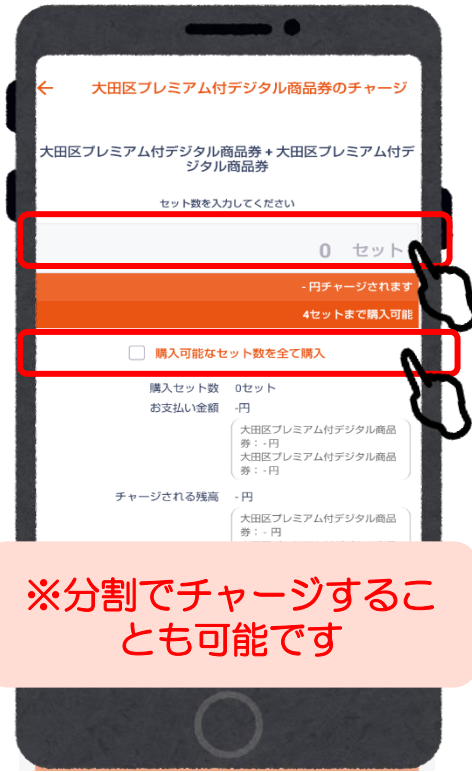 大田区プレミアム付デジタル商品券のチャージ
大田区プレミアム付デジタル商品券 + 大田区プレミアム付デ
ジタル商品券
セット数を入力してください
0 セット
- 円チャージされます
4セットまで購入可能
購入可能なセット数を全て購入
購入セット数 0セット
お支払い金額 -円
大田区プレミアム付デジタル商品
券：- 円
大田区プレミアム付デジタル商品
券：- 円
チャージされる残高 - 円
大田区プレミアム付デジタル商品
券：- 円
※分割でチャージするこ
とも可能です